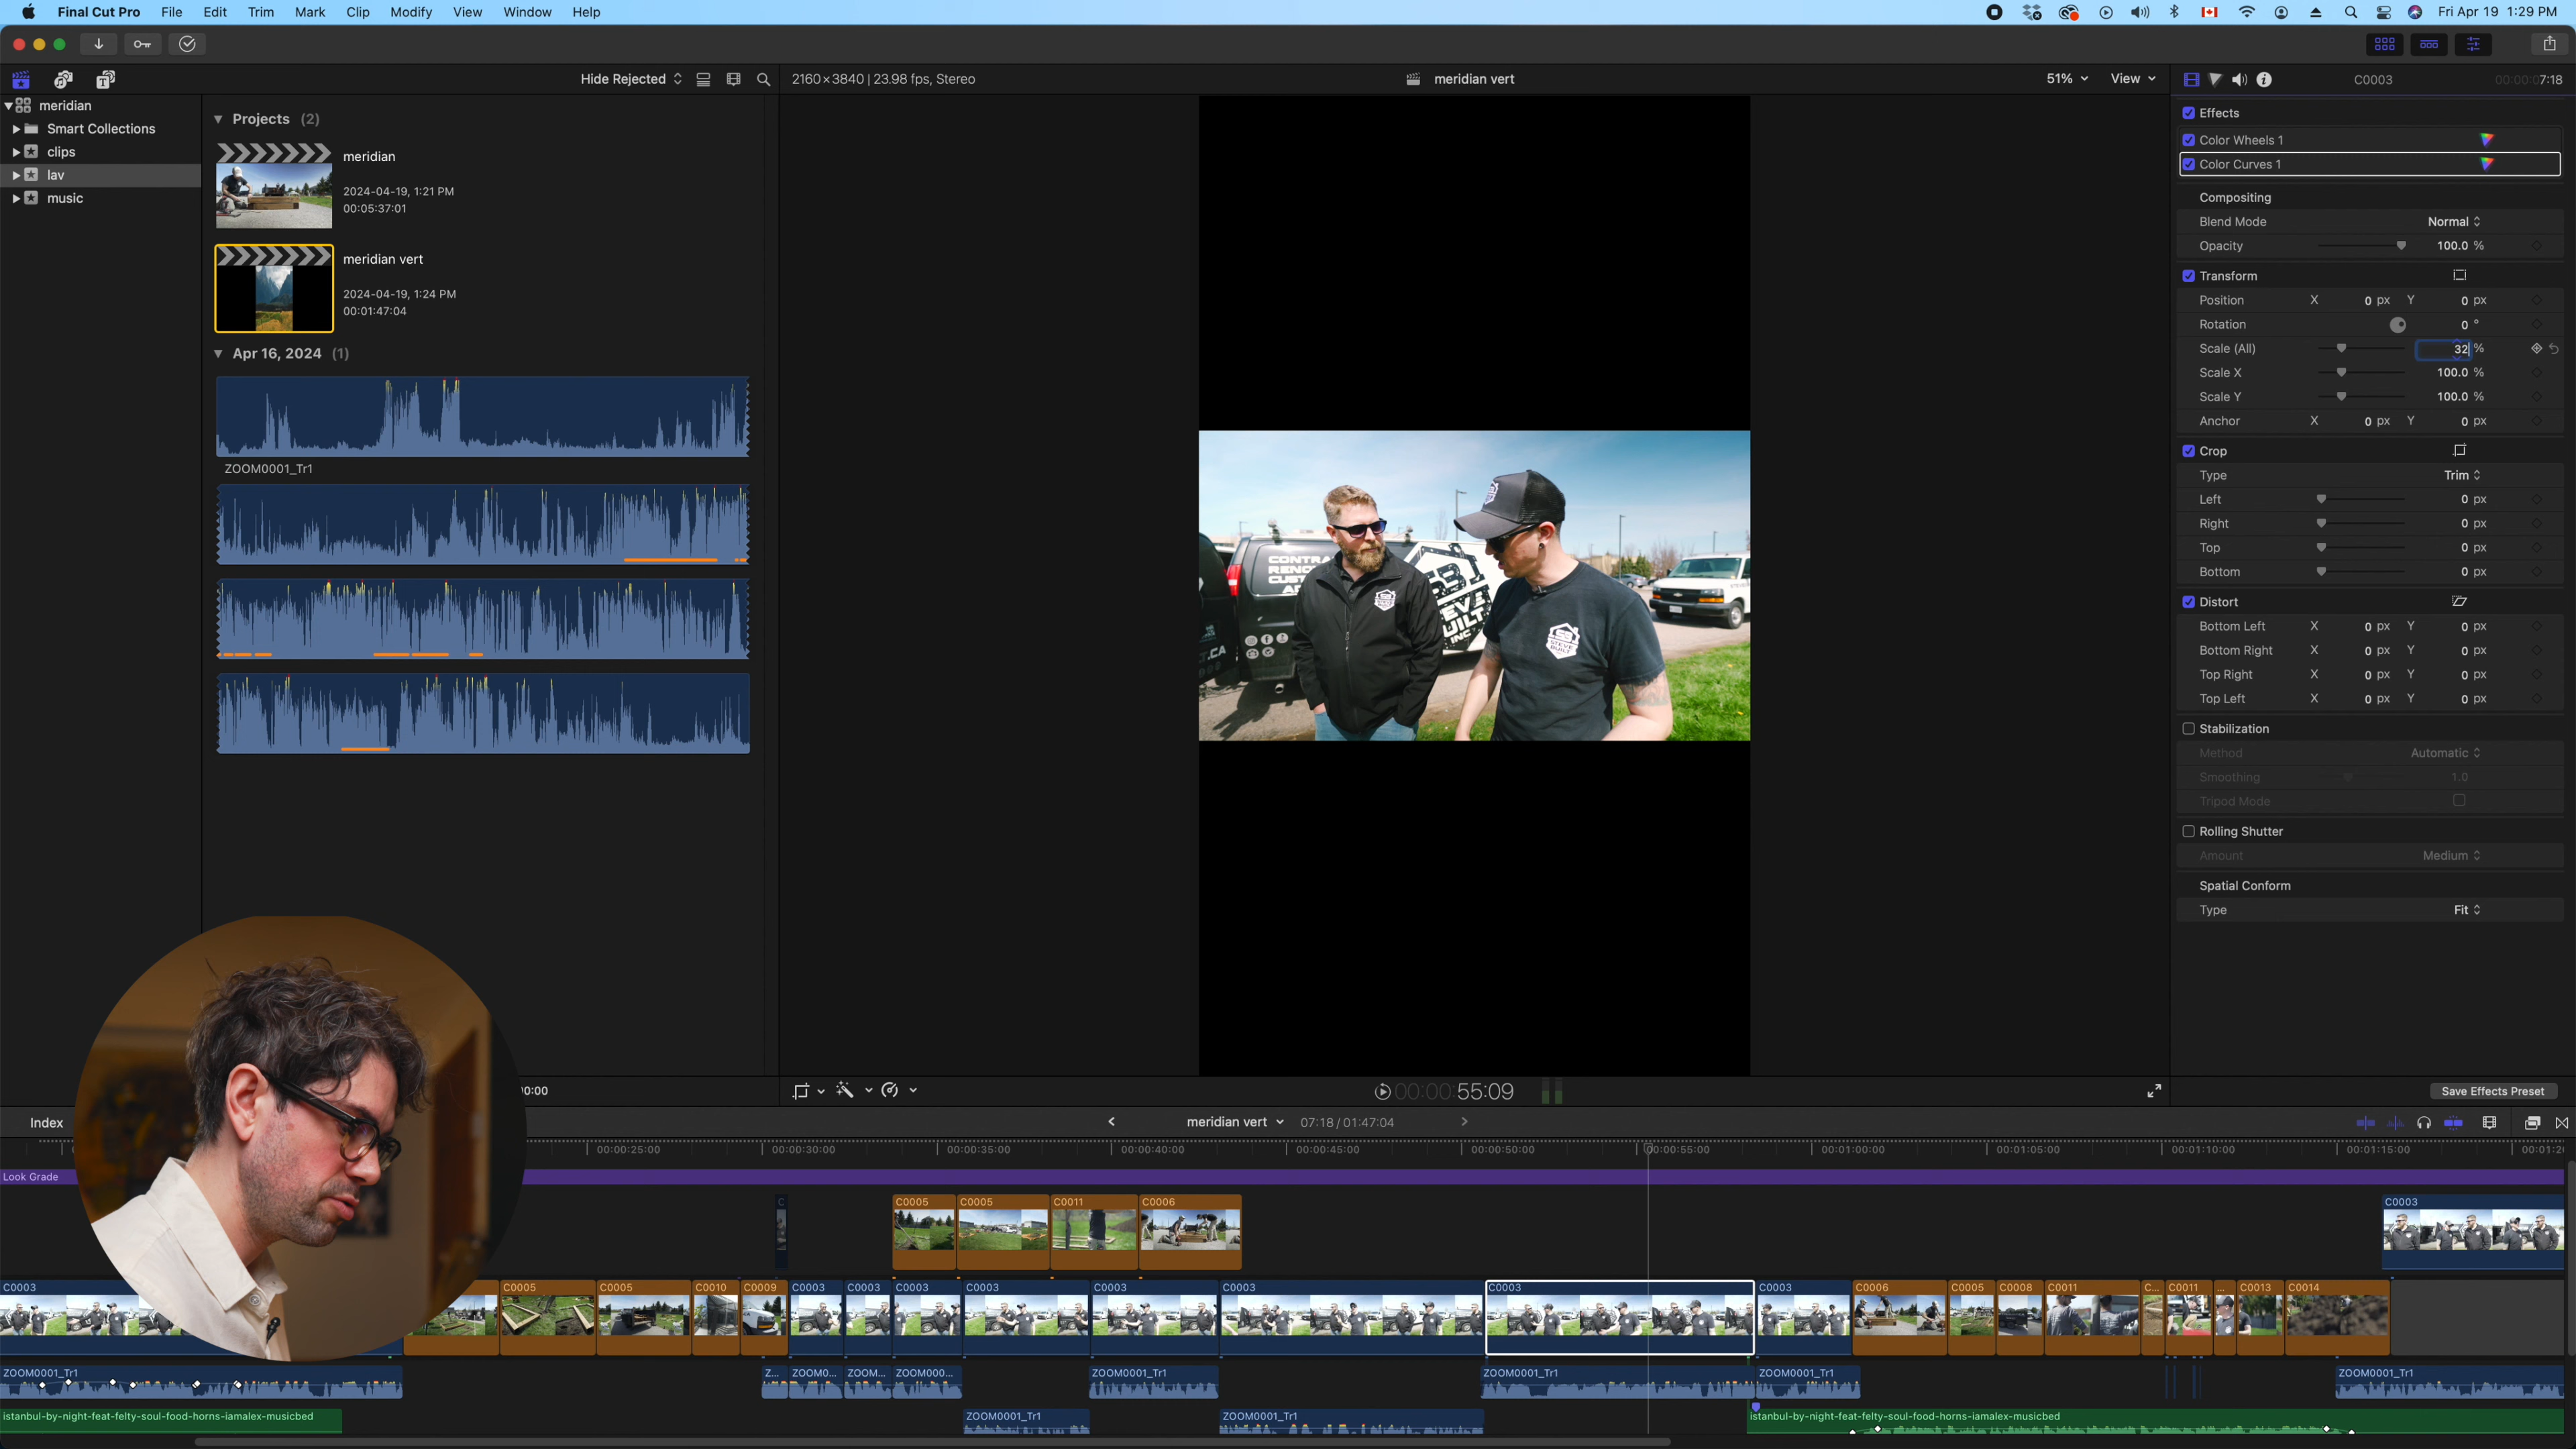 Final Cut Pro File Edit Trim Mark Clip Modify View Window Help Fri Apr 19 1:29 PM
Hide Rejected 2160×3840 | 23.98 fps, Stereo meridian vert 51% View C0003 00:00:07:18
meridian
Smart Collections
clips
lav
music
Projects (2)
meridian
2024-04-19, 1:21 PM
00:05:37:01
meridian vert
2024-04-19, 1:24 PM
00:01:47:04
Apr 16, 2024 (1)
ZOOM0001_Tr1
Effects
Color Wheels 1
Color Curves 1
Compositing
Blend Mode Normal
Opacity 100.0 %
Transform
Position X 0 px Y 0 px
Rotation 0 °
Scale (All) 32 %
Scale X 100.0 %
Scale Y 100.0 %
Anchor X 0 px Y 0 px
Crop
Type Trim
Left 0 px
Right 0 px
Top 0 px
Bottom 0 px
Distort
Bottom Left X 0 px Y 0 px
Bottom Right X 0 px Y 0 px
Top Right X 0 px Y 0 px
Top Left X 0 px Y 0 px
Stabilization
Method Automatic
Smoothing 1.0
Tripod Mode
Rolling Shutter
Amount Medium
Spatial Conform
Type Fit
Save Effects Preset
00:00:00:55:09
Index meridian vert 07:18 / 01:47:04
00:00:25:00 00:00:30:00 00:00:35:00 00:00:40:00 00:00:45:00 00:00:50:00 00:00:55:00 00:01:00:00 00:01:05:00 00:01:10:00 00:01:15:00
Look Grade
C C0005 C0005 C0011 C0006 C0003
C0003 C0005 C0005 C0010 C0009 C0003 C0003 C0003 C0003 C0003 C0003 C0003 C0003 C0006 C0005 C0008 C0011 C... C0011 ... C0013 C0014
ZOOM0001_Tr1 Z... ZOOM0... ZOOM... ZOOM000... ZOOM0001_Tr1 ZOOM0001_Tr1 ZOOM0001_Tr1 ZOOM0001_Tr1
istanbul-by-night-feat-felty-soul-food-horns-iamalex-musicbed ZOOM0001_Tr1 ZOOM0001_Tr1 istanbul-by-night-feat-felty-soul-food-horns-iamalex-musicbed